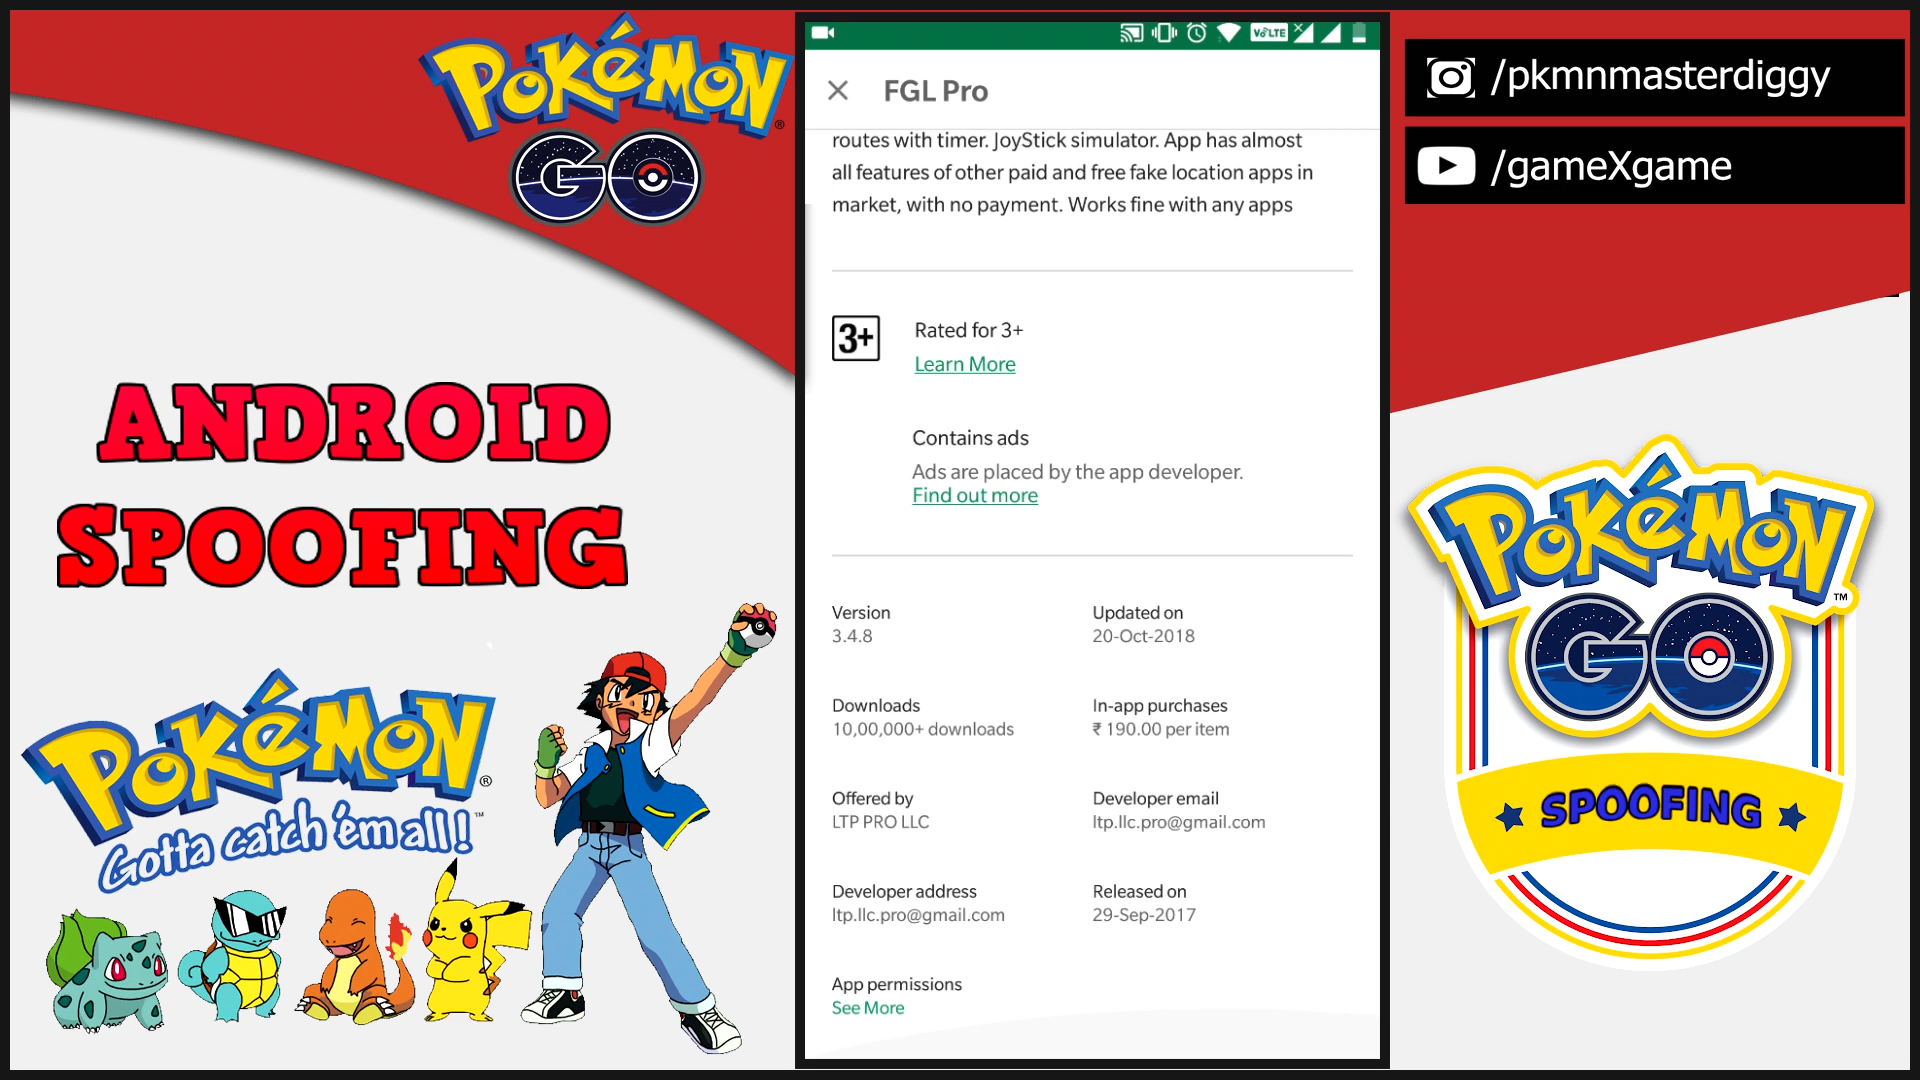 POKéMON
®
GO
ANDROID
SPOOFING
POKéMON
®
Gotta catch 'em all!
™
VoLTE
FGL Pro
routes with timer. JoyStick simulator. App has almost
all features of other paid and free fake location apps in
market, with no payment. Works fine with any apps
3+
Rated for 3+
Learn More
Contains ads
Ads are placed by the app developer.
Find out more
Version
3.4.8
Updated on
20-Oct-2018
Downloads
10,00,000+ downloads
In-app purchases
₹ 190.00 per item
Offered by
LTP PRO LLC
Developer email
ltp.llc.pro@gmail.com
Developer address
ltp.llc.pro@gmail.com
Released on
29-Sep-2017
App permissions
See More
/pkmnmasterdiggy
/gameXgame
POKéMON
™
GO
SPOOFING